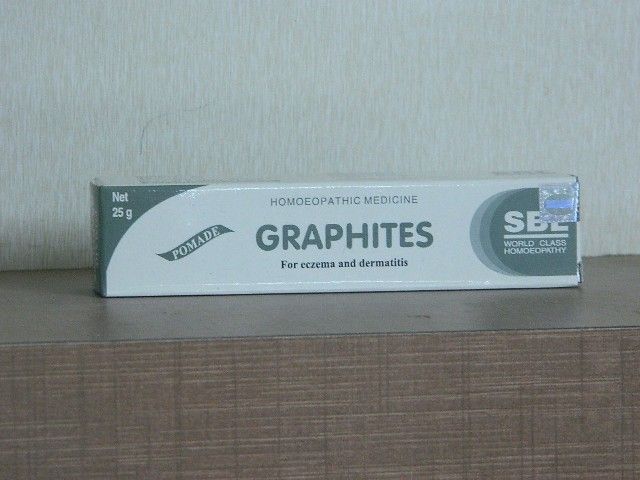 Net
25 g
POMADE
HOMOEOPATHIC MEDICINE
GRAPHITES
For eczema and dermatitis
SBL
WORLD CLASS
HOMOEOPATHY